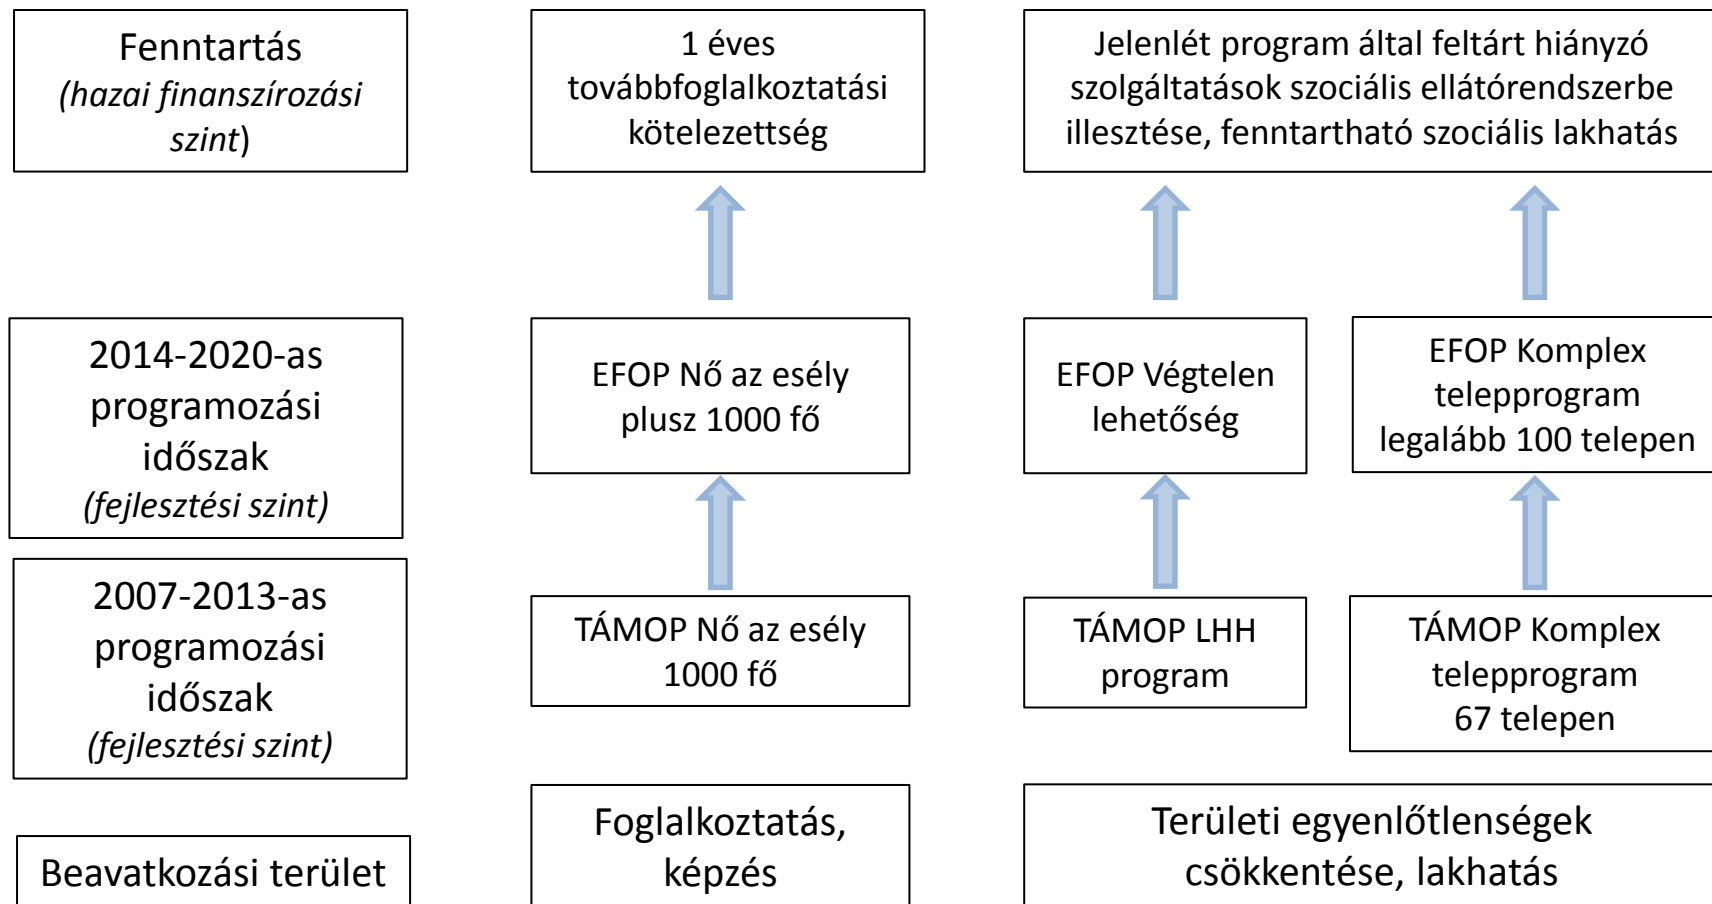 Fenntartás
(hazai finanszírozási
szint)
1 éves
továbbfoglalkoztatási
kötelezettség
Jelenlét program által feltárt hiányzó
szolgáltatások szociális ellátórendszerbe
illesztése, fenntartható szociális lakhatás
2014-2020-as
programozási
időszak
(fejlesztési szint)
EFOP Nő az esély
plusz 1000 fő
EFOP Végtelen
lehetőség
EFOP Komplex
telepprogram
legalább 100 telepen
2007-2013-as
programozási
időszak
(fejlesztési szint)
TÁMOP Nő az esély
1000 fő
TÁMOP LHH
program
TÁMOP Komplex
telepprogram
67 telepen
Beavatkozási terület
Foglalkoztatás,
képzés
Területi egyenlőtlenségek
csökkentése, lakhatás